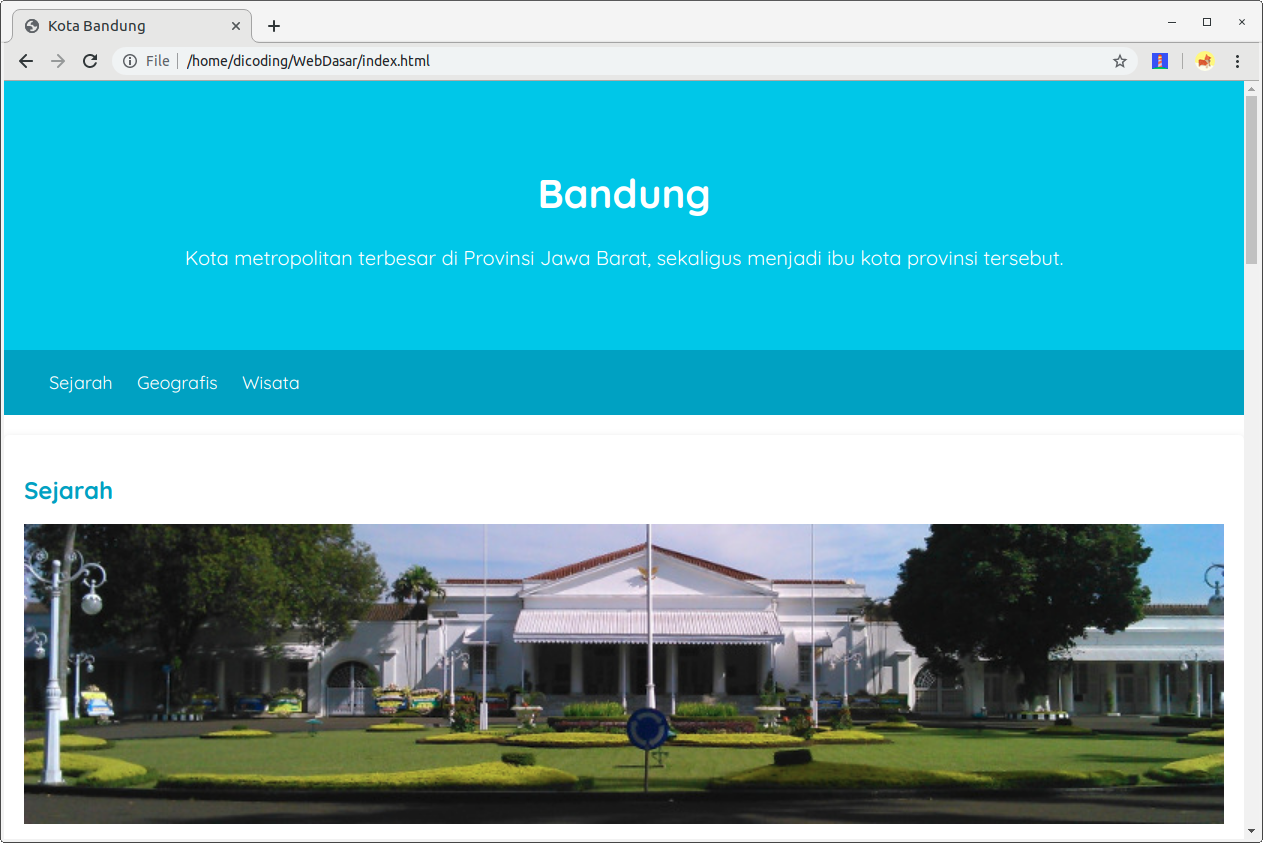 Kota Bandung
File /home/dicoding/WebDasar/index.html
Bandung
Kota metropolitan terbesar di Provinsi Jawa Barat, sekaligus menjadi ibu kota provinsi tersebut.
Sejarah Geografis Wisata
Sejarah